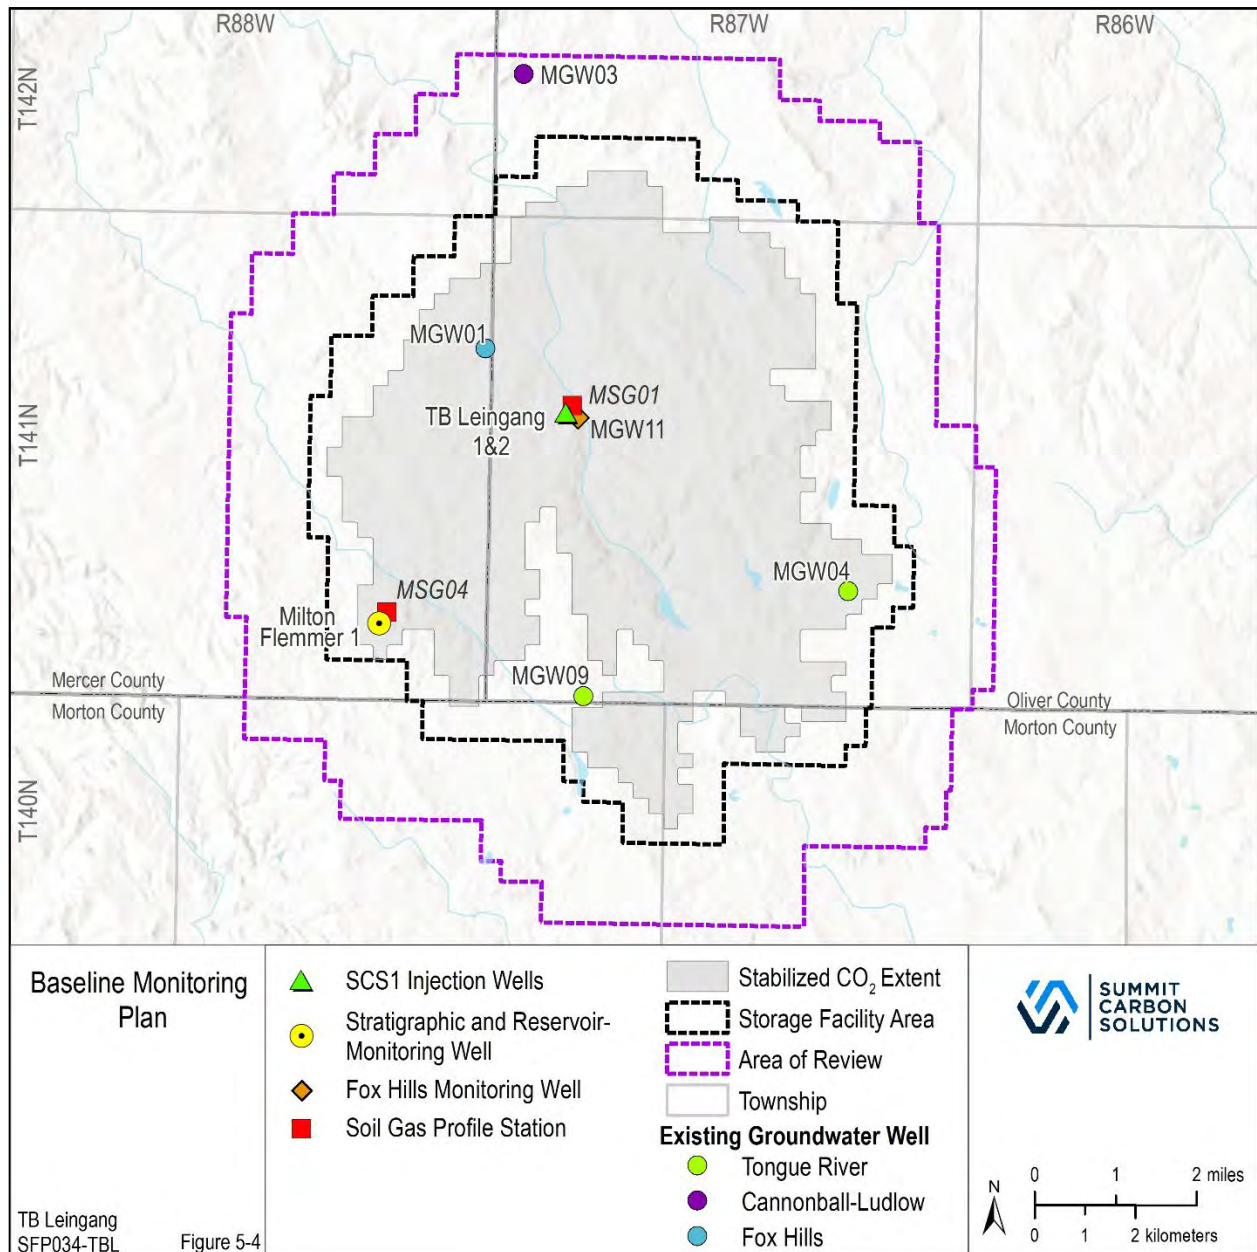 R88W
R87W
R86W
T142N
MGW03
MGW01
T141N
MSG01
TB Leingang
1&2
MGW11
MSG04
Milton
Flemmer 1
MGW04
MGW09
Mercer County
Morton County
Oliver County
Morton County
T140N
Baseline Monitoring
Plan
TB Leingang
SFP034-TBL
Figure 5-4
SCS1 Injection Wells
Stratigraphic and Reservoir-
Monitoring Well
Fox Hills Monitoring Well
Soil Gas Profile Station
Stabilized CO2 Extent
Storage Facility Area
Area of Review
Township
Existing Groundwater Well
Tongue River
Cannonball-Ludlow
Fox Hills
SUMMIT
CARBON
SOLUTIONS
N
0 1 2 miles
0 1 2 kilometers